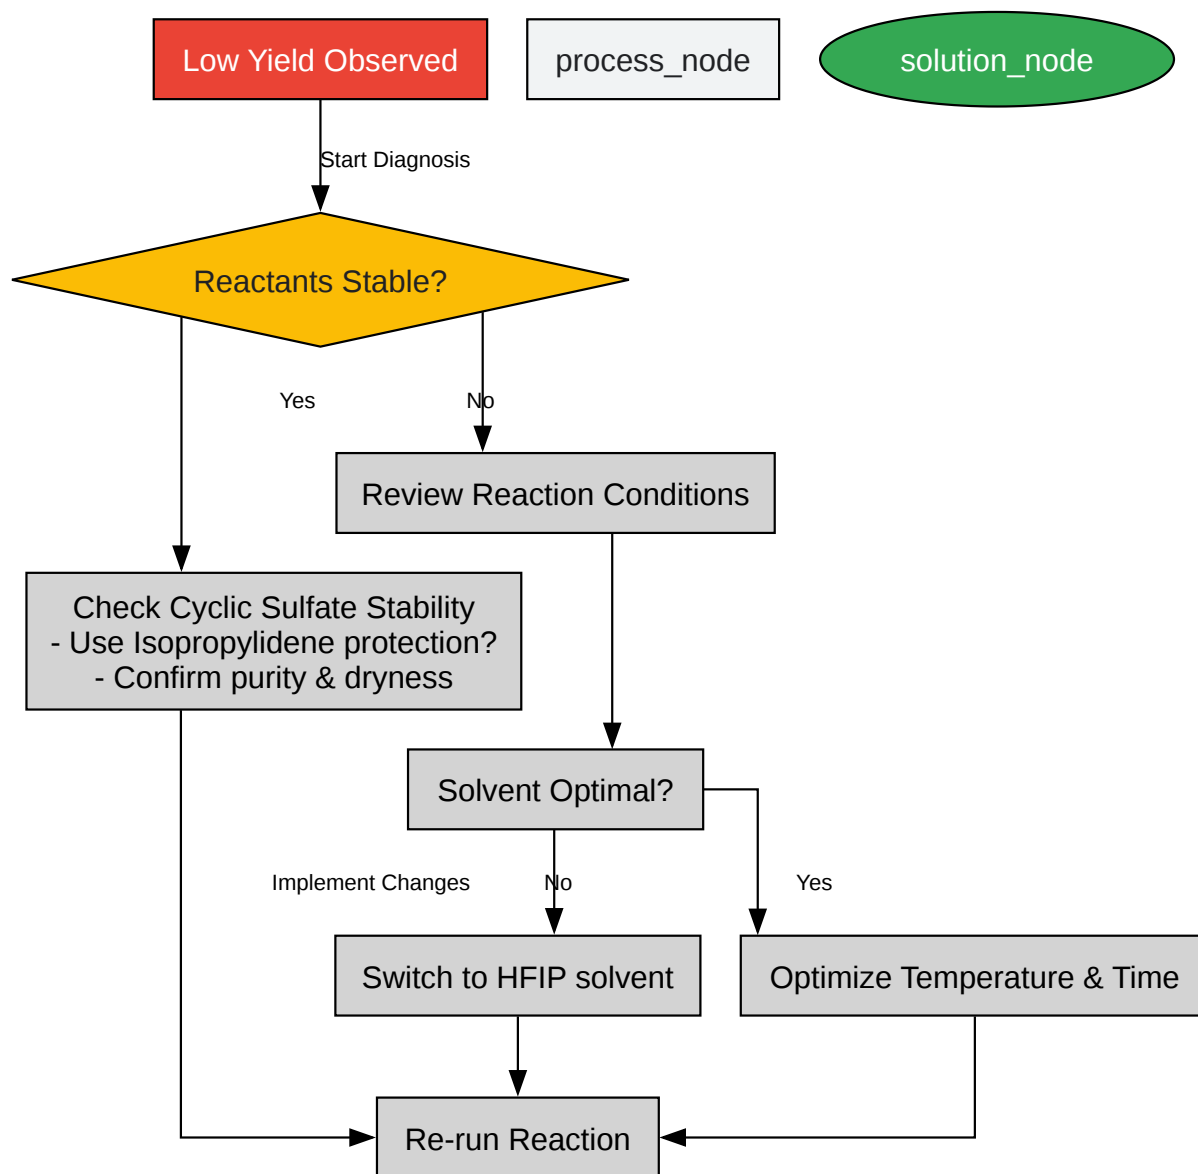 Low Yield Observed
process_node
solution_node
Start Diagnosis
Reactants Stable?
Yes
No
Review Reaction Conditions
Check Cyclic Sulfate Stability
- Use Isopropylidene protection?
- Confirm purity & dryness
Solvent Optimal?
Implement Changes
No
Yes
Switch to HFIP solvent
Optimize Temperature & Time
Re-run Reaction